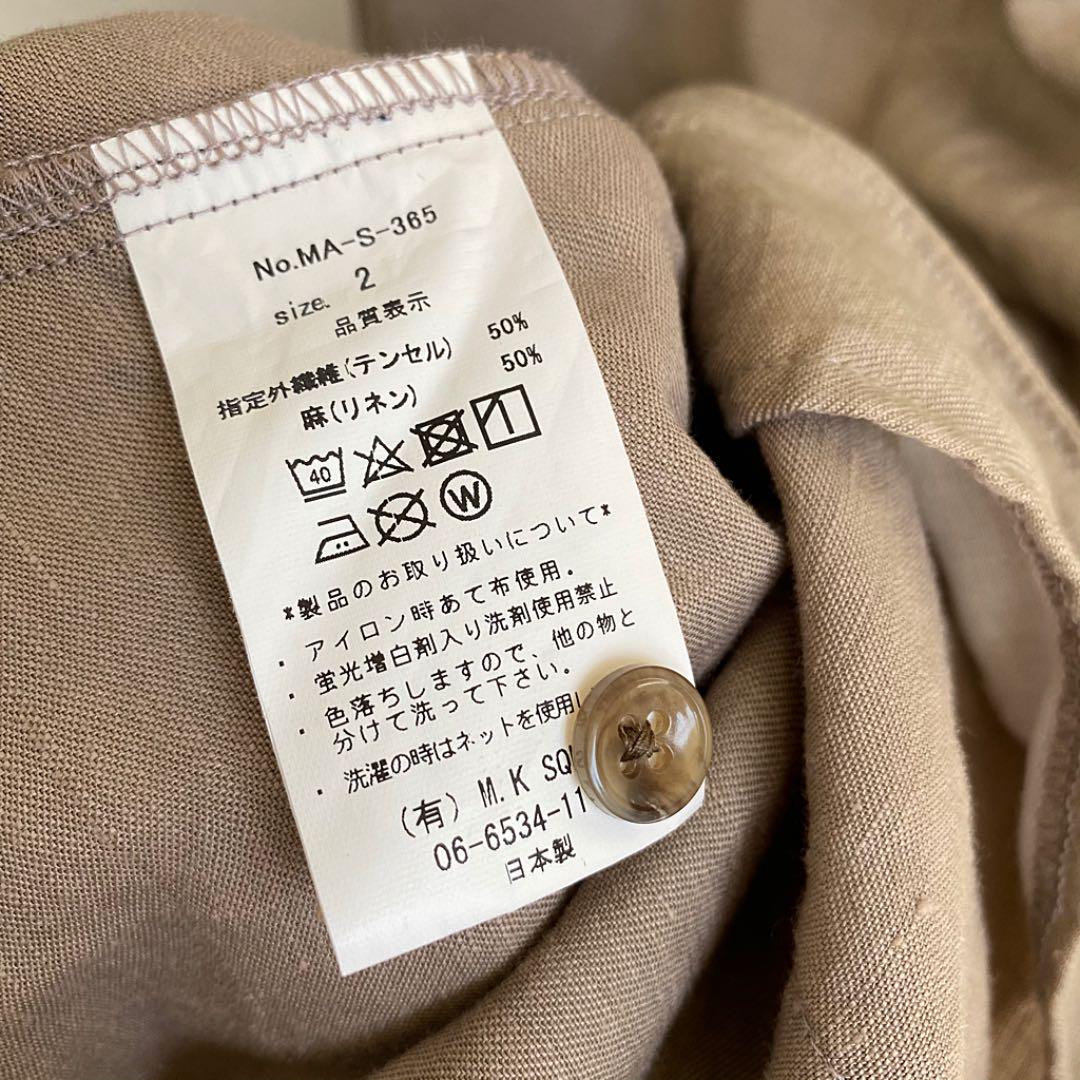 No.MA-S-365
size. 2
品質表示
指定外繊維(テンセル) 50%
麻(リネン) 50%
40
W
*製品のお取り扱いについて*
・アイロン時あて布使用.
・蛍光増白剤入り洗剤使用禁止
・色落ちしますので、他の物と
分けて洗って下さい.
・洗濯の時はネットを使用
(有) M.K
06-6534-11
日本製